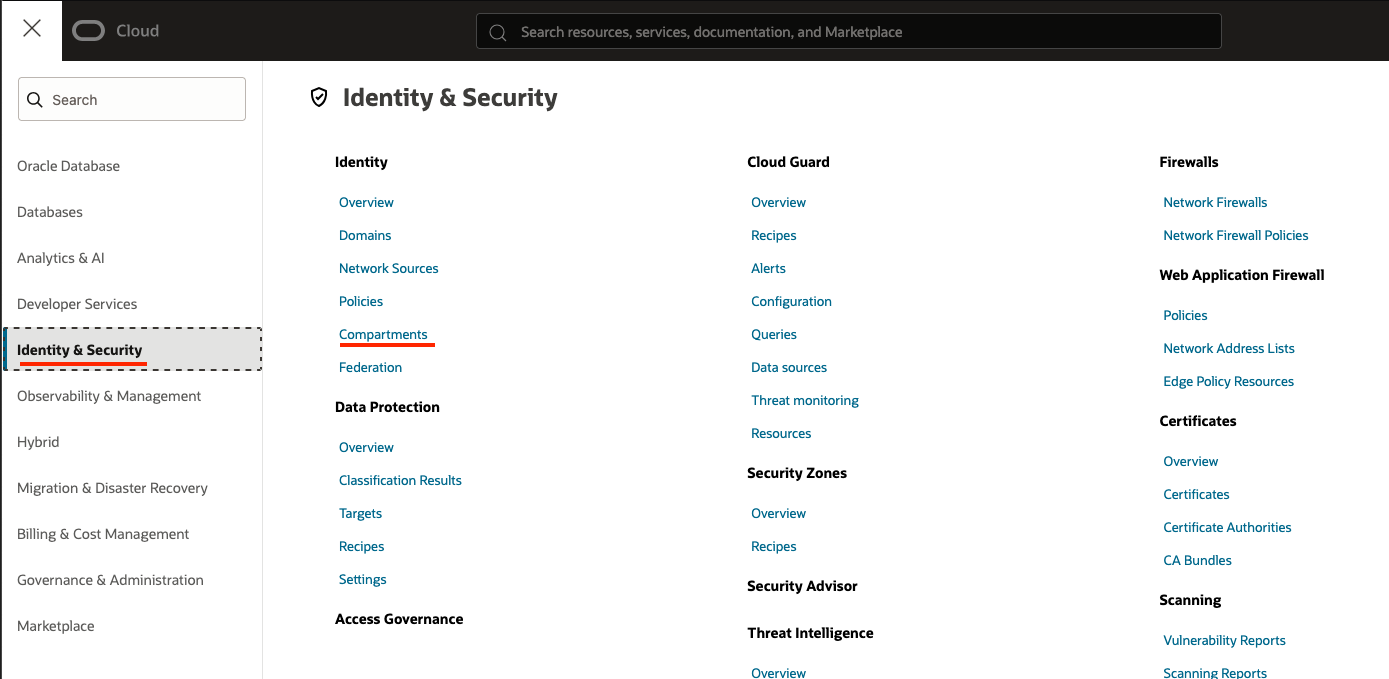 Cloud
Search resources, services, documentation, and Marketplace
Search
Oracle Database
Databases
Analytics & AI
Developer Services
Identity & Security
Observability & Management
Hybrid
Migration & Disaster Recovery
Billing & Cost Management
Governance & Administration
Marketplace
Identity & Security
Identity
Overview
Domains
Network Sources
Policies
Compartments
Federation
Data Protection
Overview
Classification Results
Targets
Recipes
Settings
Access Governance
Cloud Guard
Overview
Recipes
Alerts
Configuration
Queries
Data sources
Threat monitoring
Resources
Security Zones
Overview
Recipes
Security Advisor
Threat Intelligence
Overview
Firewalls
Network Firewalls
Network Firewall Policies
Web Application Firewall
Policies
Network Address Lists
Edge Policy Resources
Certificates
Overview
Certificates
Certificate Authorities
CA Bundles
Scanning
Vulnerability Reports
Scanning Reports